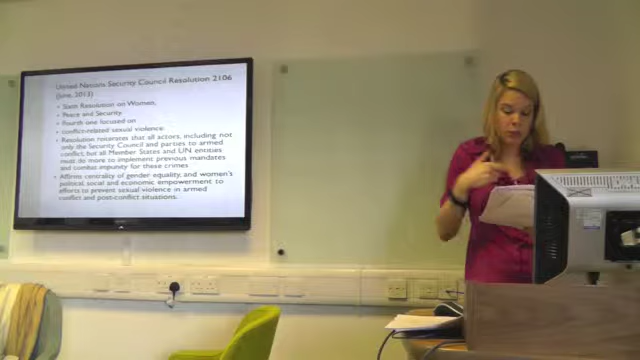 United Nations Security Council Resolution 2106
(June, 2013)
Sixth Resolution on Women,
Peace and Security
Fourth one focused on
conflict-related sexual violence.
Resolution reiterates that all actors, including not
only the Security Council and parties to armed
conflict, but all Member States and UN entities
must do more to implement previous mandates
and combat impunity for these crimes.
Affirms centrality of gender equality, and women's
political, social and economic empowerment to
efforts to prevent sexual violence in armed
conflict and post-conflict situations.